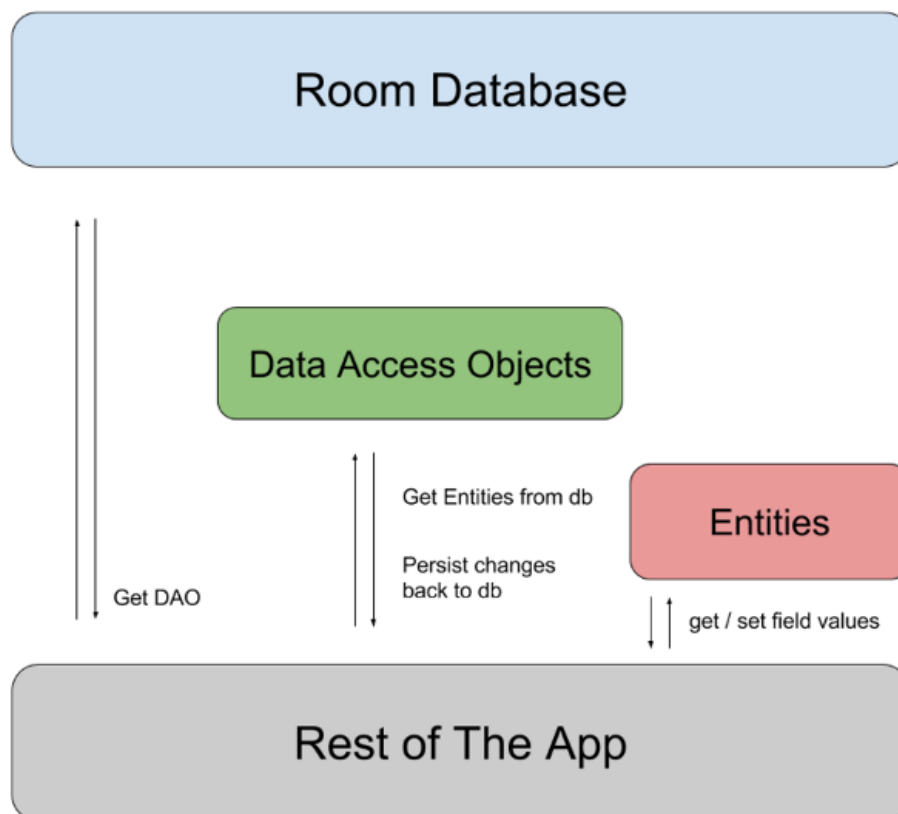 Room Database
Data Access Objects
Get Entities from db
Entities
Persist changes
back to db
Get DAO
get / set field values
Rest of The App